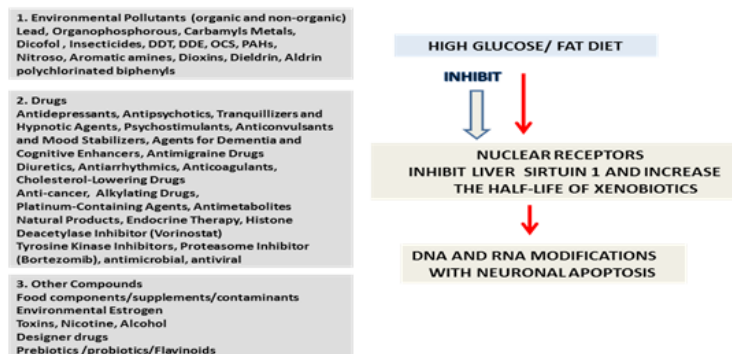 1. Environmental Pollutants (organic and non-organic)
Lead, Organophosphorous, Carbamyls Metals,
Dicofol , Insecticides, DDT, DDE, OCS, PAHs,
Nitroso, Aromatic amines, Dioxins, Dieldrin, Aldrin
polychlorinated biphenyls
2. Drugs
Antidepressants, Antipsychotics, Tranquillizers and
Hypnotic Agents, Psychostimulants, Anticonvulsants
and Mood Stabilizers, Agents for Dementia and
Cognitive Enhancers, Antimigraine Drugs
Diuretics, Antiarrhythmics, Anticoagulants,
Cholesterol-Lowering Drugs
Anti-cancer, Alkylating Drugs,
Platinum-Containing Agents, Antimetabolites
Natural Products, Endocrine Therapy, Histone
Deacetylase Inhibitor (Vorinostat)
Tyrosine Kinase Inhibitors, Proteasome Inhibitor
(Bortezomib), antimicrobial, antiviral
3. Other Compounds
Food components/supplements/contaminants
Environmental Estrogen
Toxins, Nicotine, Alcohol
Designer drugs
Prebiotics /probiotics/Flavinoids
HIGH GLUCOSE/ FAT DIET
INHIBIT
NUCLEAR RECEPTORS
INHIBIT LIVER SIRTUIN 1 AND INCREASE
THE HALF-LIFE OF XENOBIOTICS
DNA AND RNA MODIFICATIONS
WITH NEURONAL APOPTOSIS